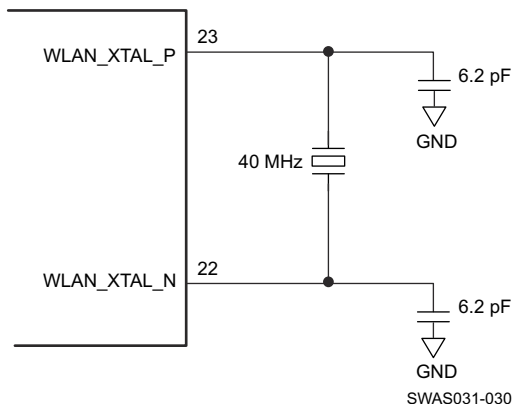 23
WLAN_XTAL_P
6.2 pF
GND
40 MHz
22
WLAN_XTAL_N
6.2 pF
GND
SWAS031-030